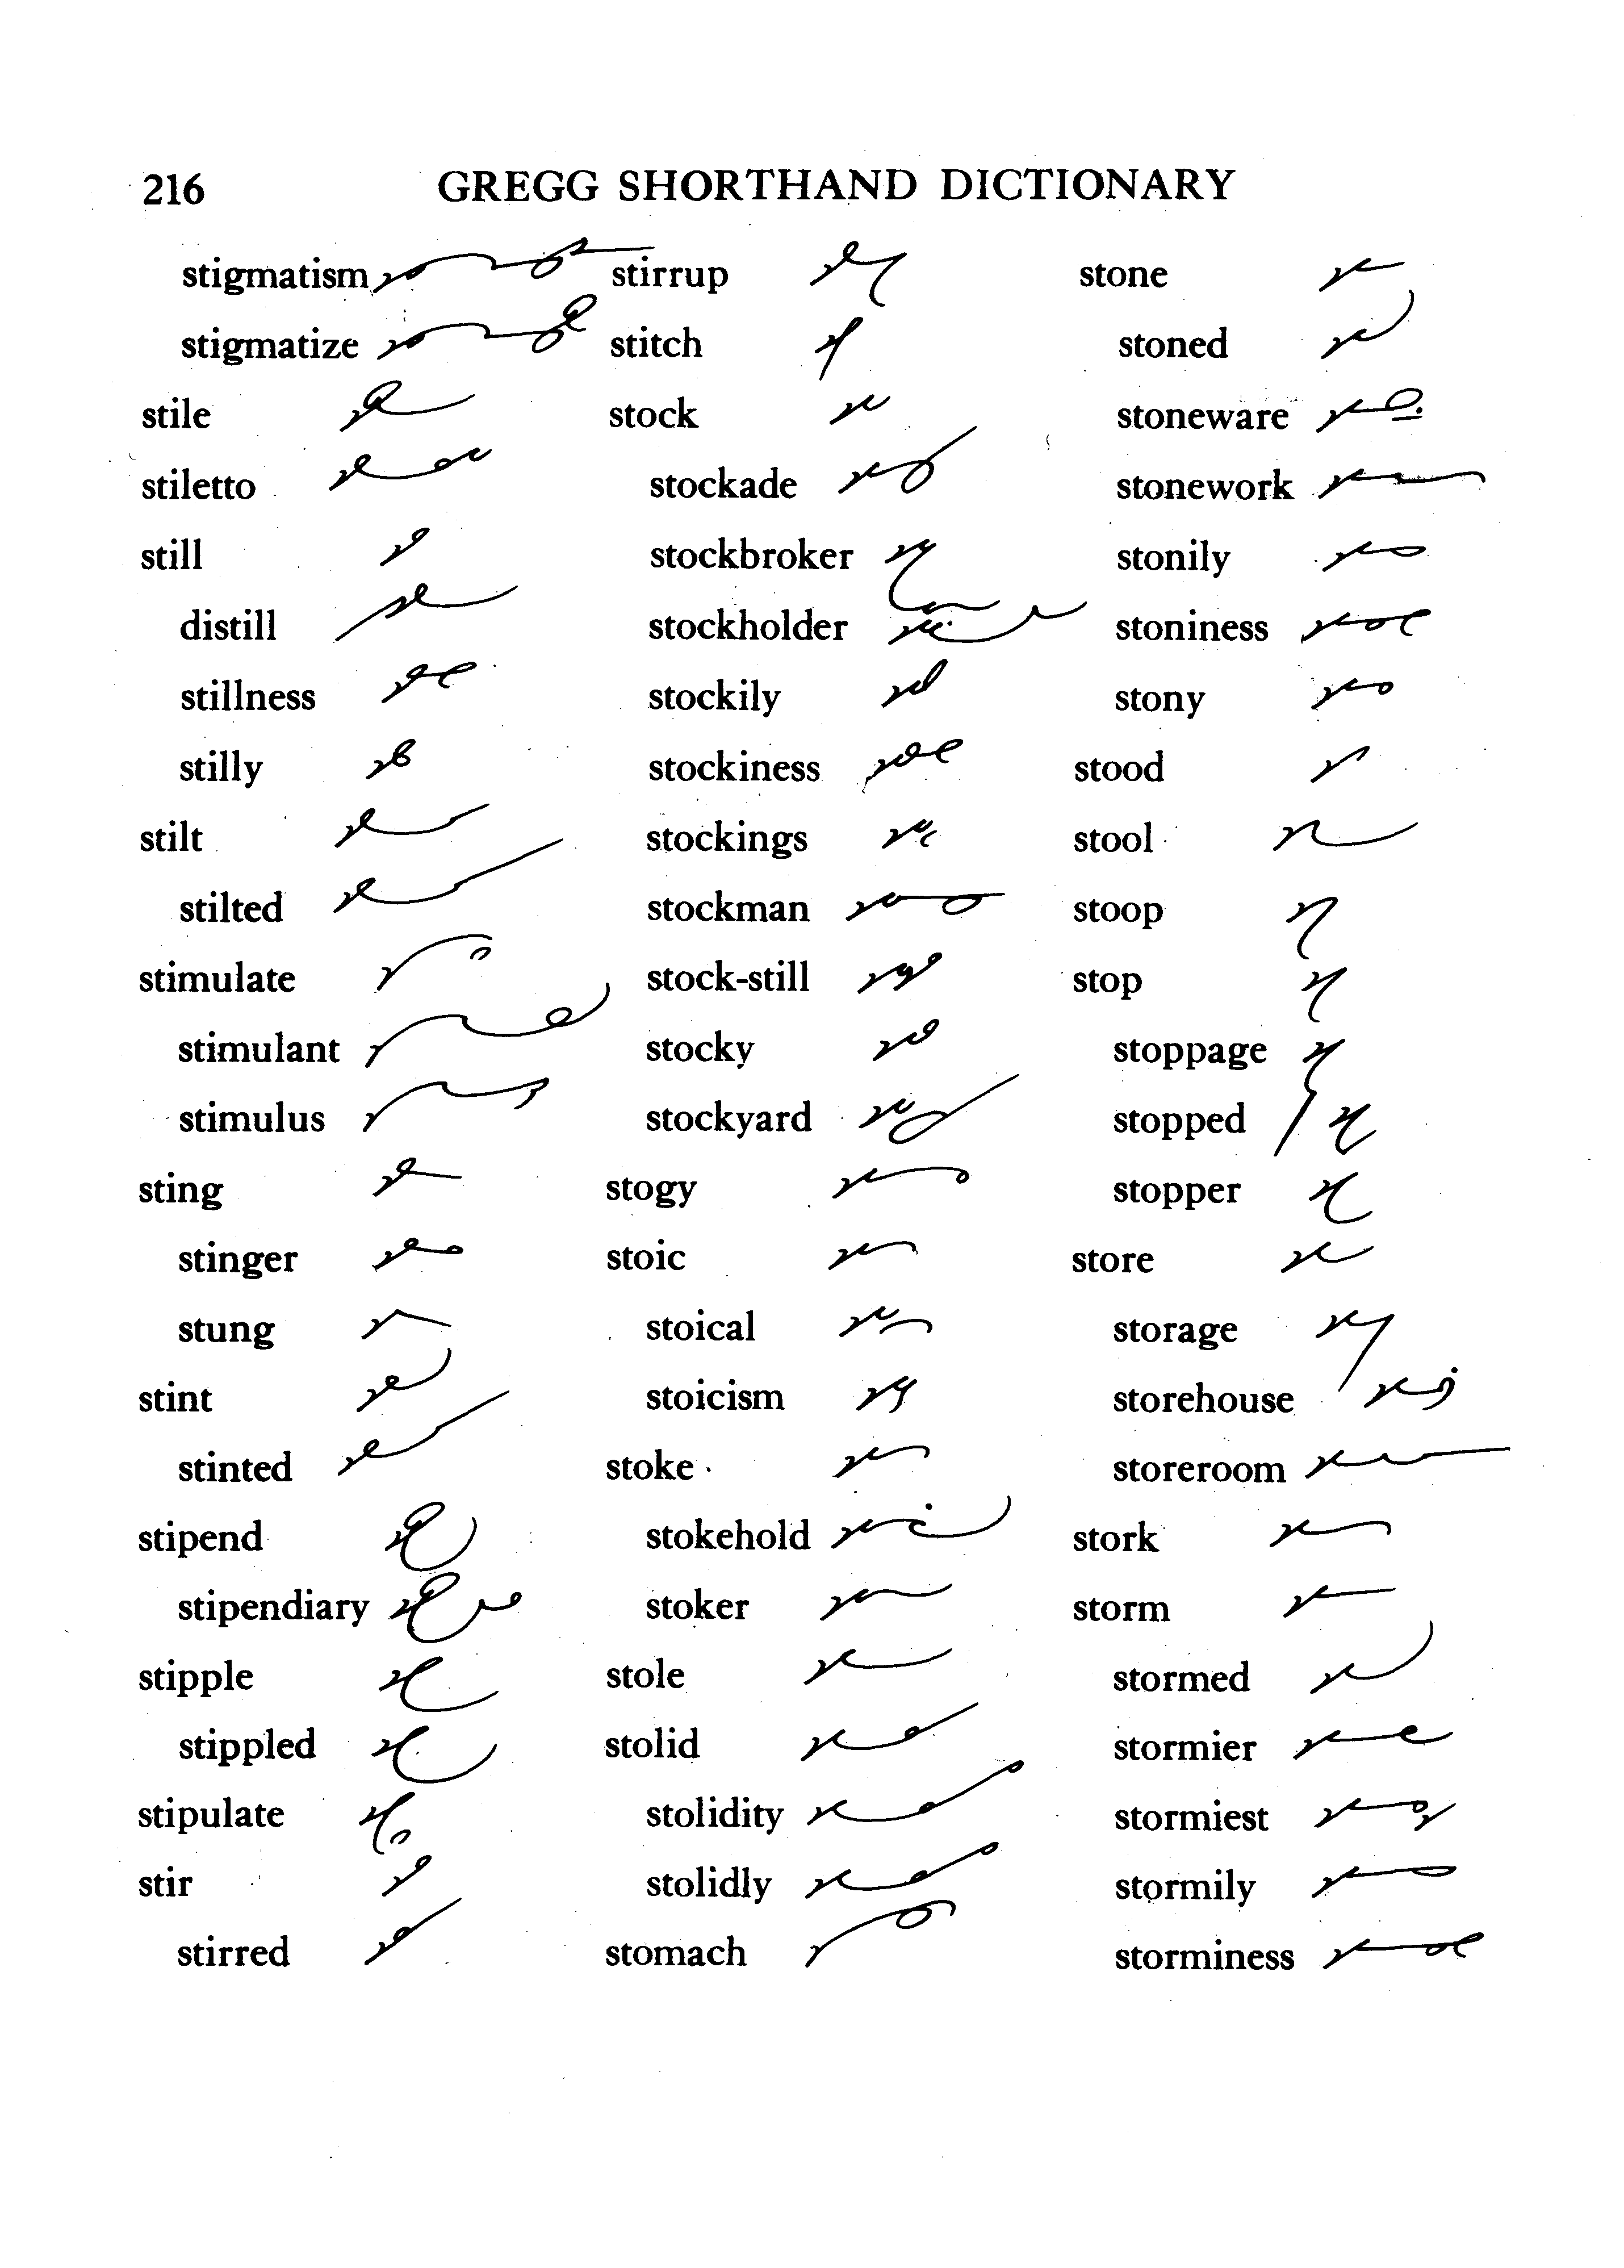 216 GREGG SHORTHAND DICTIONARY
stigmatism
stigmatize
stile
stiletto
still
distill
stillness
stilly
stilt
stilted
stimulate
stimulant
stimulus
sting
stinger
stung
stint
stinted
stipend
stipendiary
stipple
stippled
stipulate
stir
stirred
stirrup
stitch
stock
stockade
stockbroker
stockholder
stockily
stockiness
stockings
stockman
stock-still
stocky
stockyard
stogy
stoic
stoical
stoicism
stoke
stokehold
stoker
stole
stolid
stolidity
stolidly
stomach
stone
stoned
stoneware
stonework
stonily
stoniness
stony
stood
stool
stoop
stop
stoppage
stopped
stopper
store
storage
storehouse
storeroom
stork
storm
stormed
stormier
stormiest
stormily
storminess